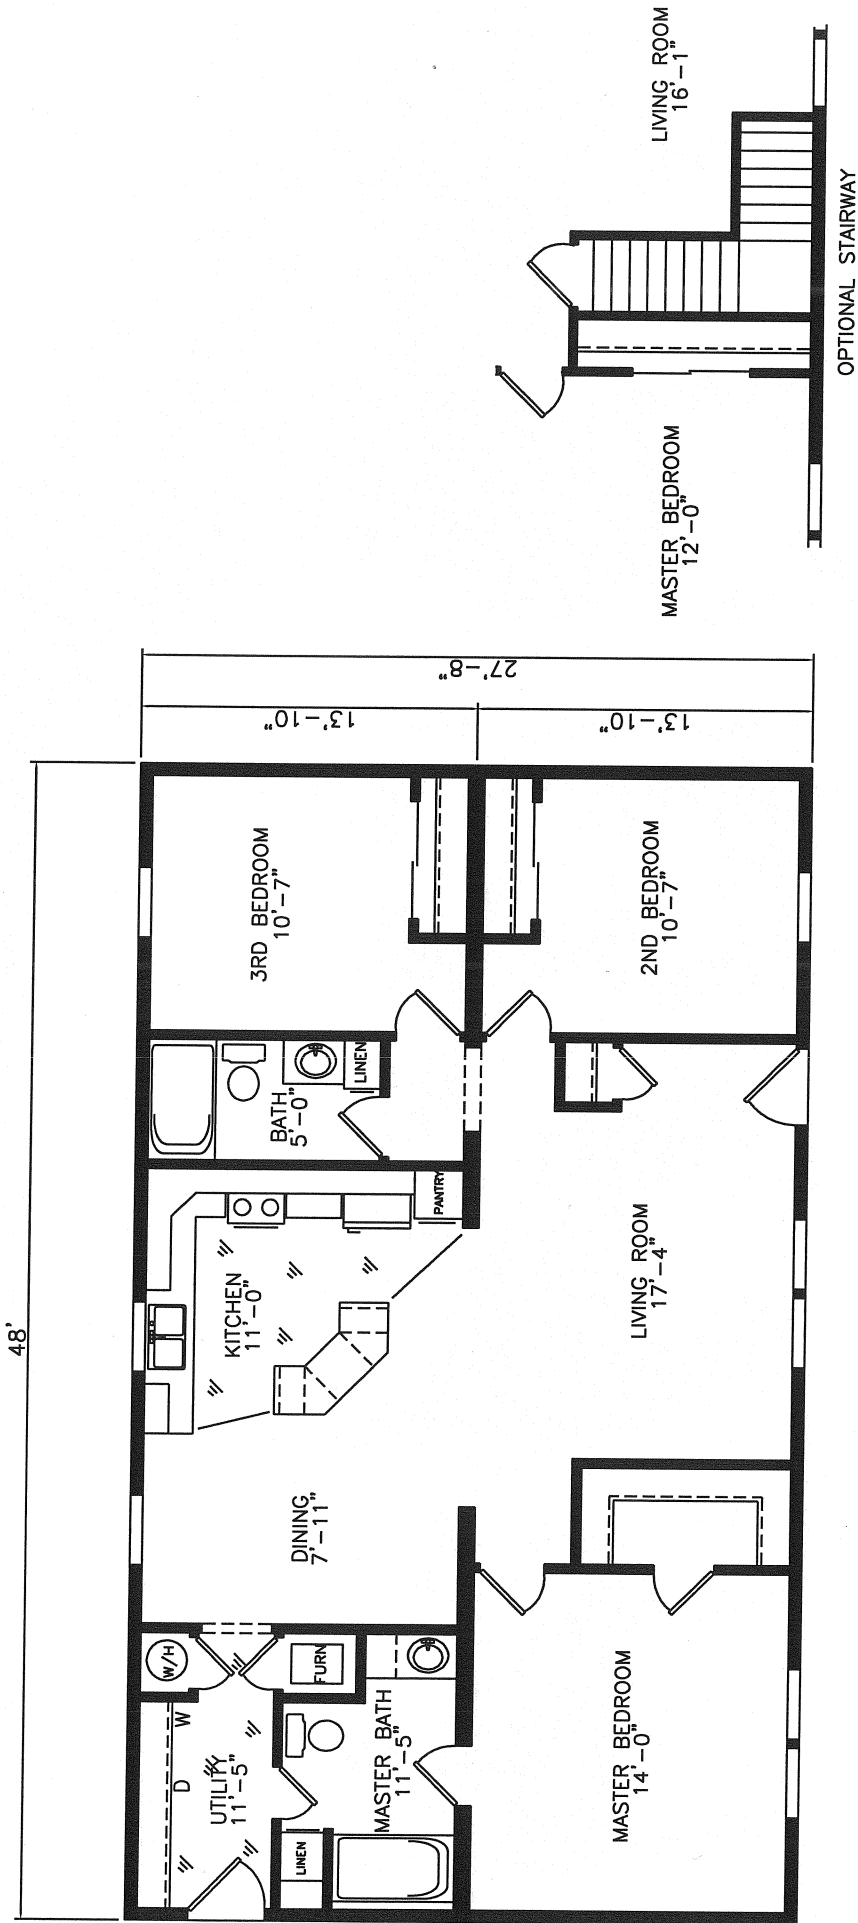 48'
UTILITY
11'-5"
D
W
W/H
FURN
LINEN
MASTER BATH
11'-5"
DINING
7'-11"
KITCHEN
11'-0"
PANTRY
BATH
5'-0"
LINEN
3RD BEDROOM
10'-7"
MASTER BEDROOM
14'-0"
LIVING ROOM
17'-4"
2ND BEDROOM
10'-7"
13'-10"
13'-10"
27'-8"
MASTER BEDROOM
12'-0"
LIVING ROOM
16'-1"
OPTIONAL STAIRWAY